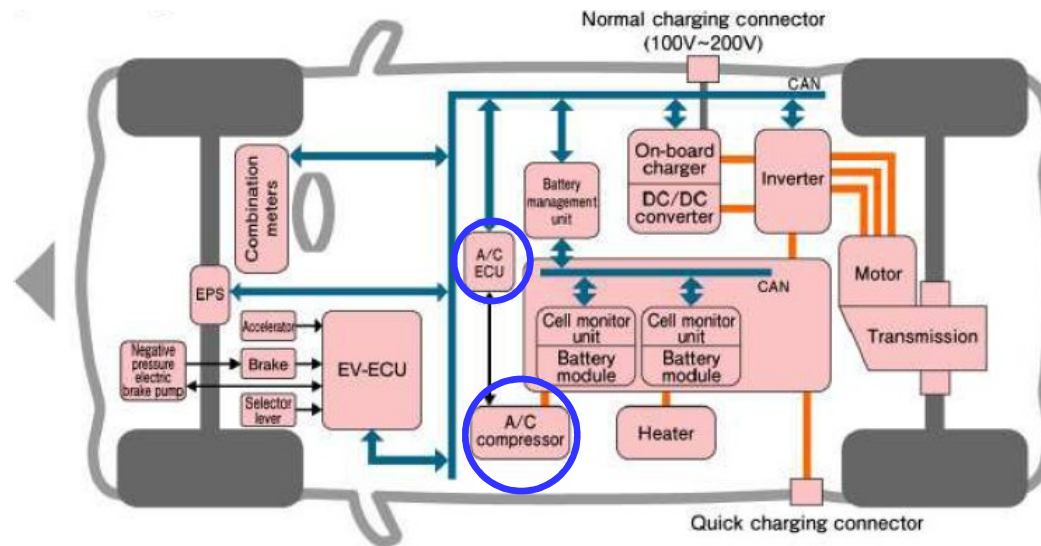 Normal charging connector
(100V~200V)
CAN
On-board
charger
DC/DC
converter
Inverter
Battery
management
unit
Combination
meters
A/C
ECU
EPS
CAN
Motor
Cell monitor
unit
Battery
module
Cell monitor
unit
Battery
module
Transmission
Accelerator
Negative
pressure
electric
brake pump
Brake
EV-ECU
Selector
lever
A/C
compressor
Heater
Quick charging connector